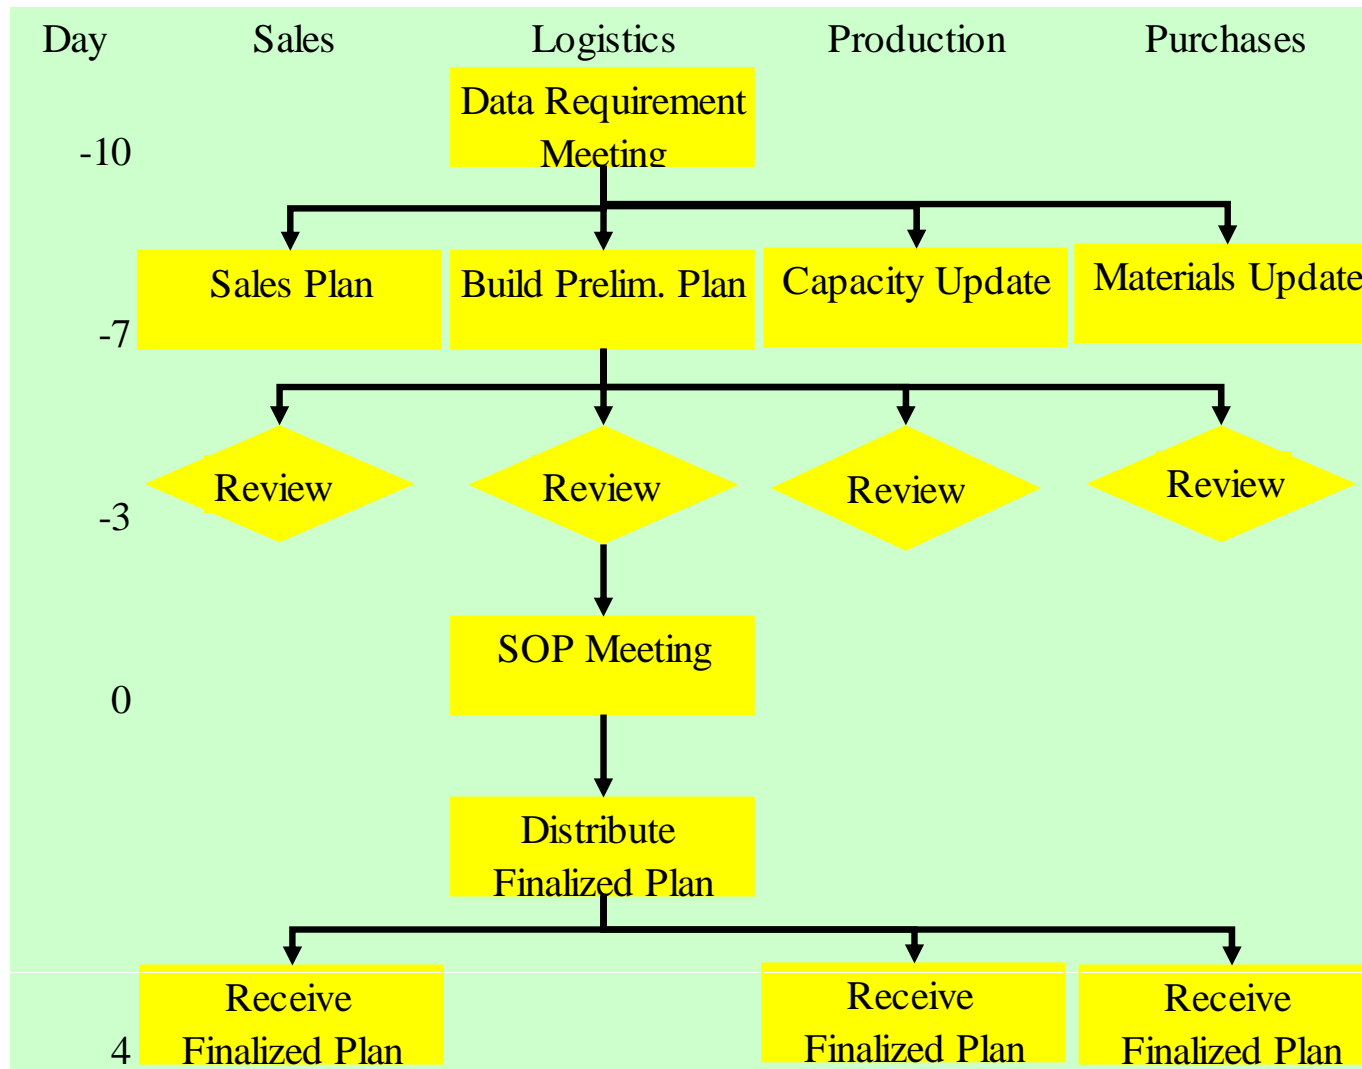 Day Sales Logistics Production Purchases
Data Requirement
Meeting
-10
Sales Plan
Build Prelim. Plan
Capacity Update
Materials Update
-7
Review
Review
Review
Review
-3
SOP Meeting
0
Distribute
Finalized Plan
Receive
Finalized Plan
Receive
Finalized Plan
Receive
Finalized Plan
4